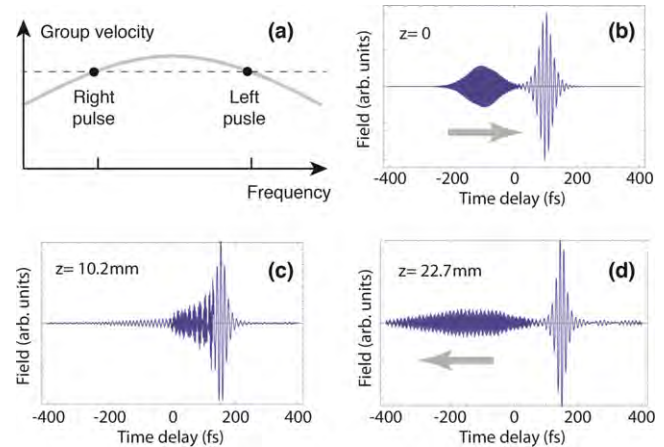 Group velocity
(a)
Right
pulse
Left
pusle
Frequency
z=0
(b)
Field (arb. units)
-400 -200 0 200 400
Time delay (fs)
z= 10.2mm
(c)
Field (arb. units)
-400 -200 0 200 400
Time delay (fs)
z= 22.7mm
(d)
Field (arb. units)
-400 -200 0 200 400
Time delay (fs)